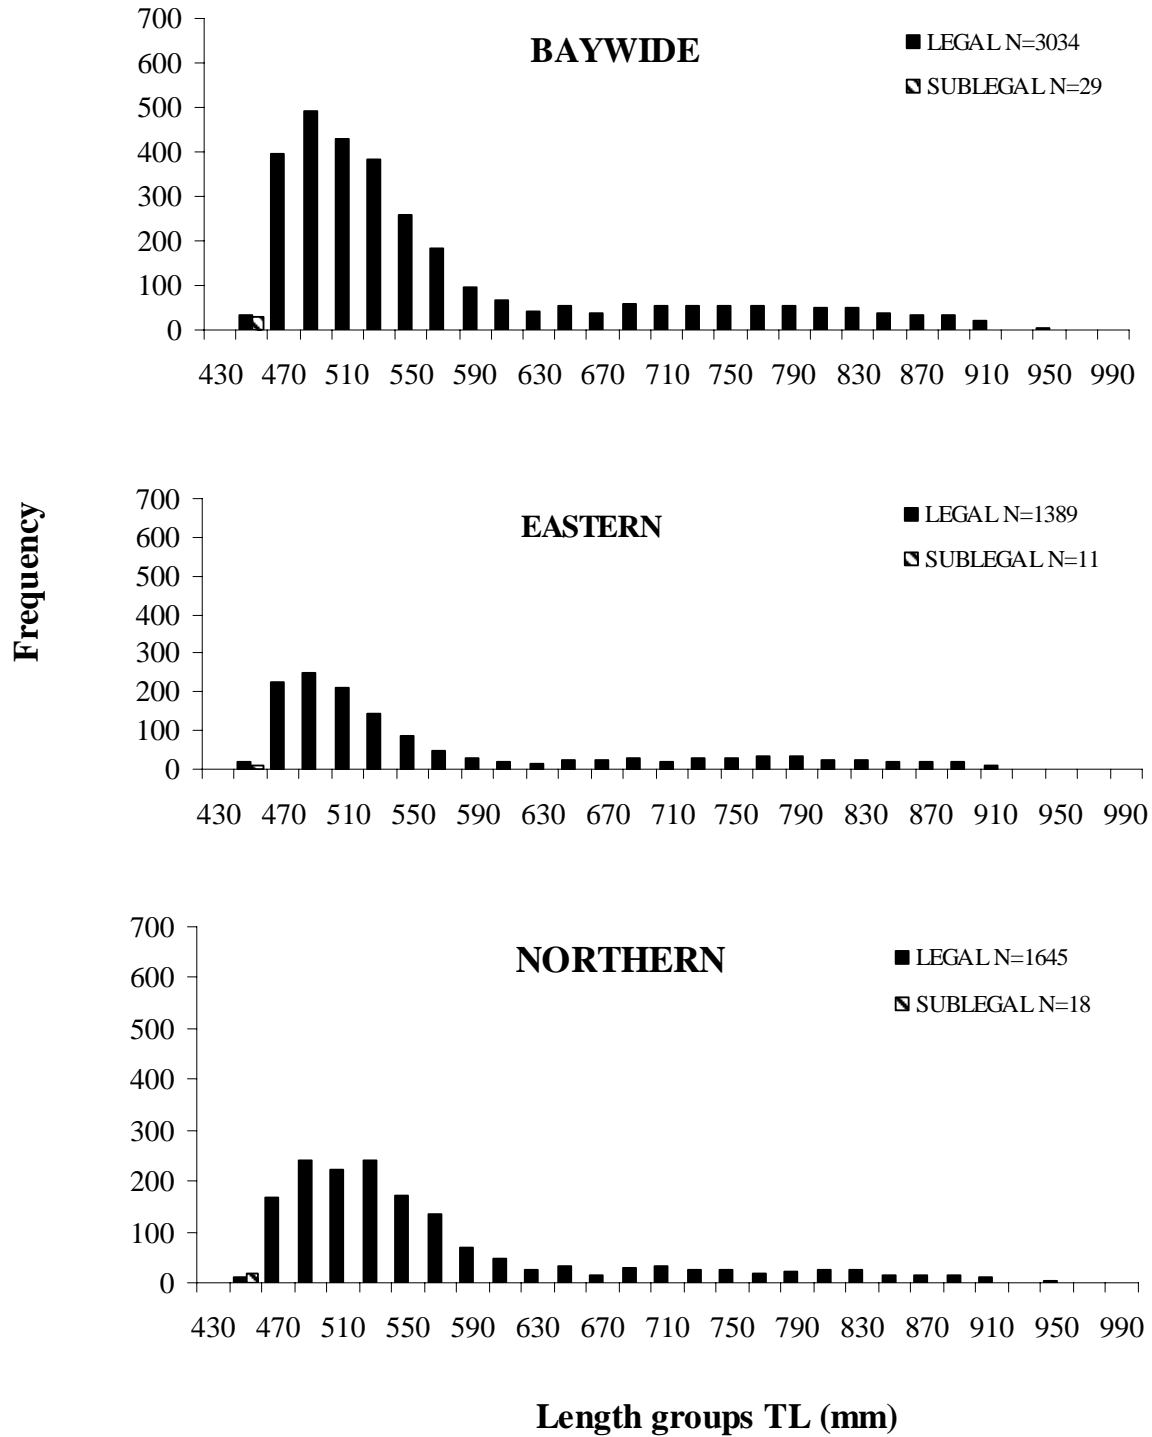 BAYWIDE
LEGAL N=3034
SUBLEGAL N=29
700
600
500
400
300
200
100
0
430 470 510 550 590 630 670 710 750 790 830 870 910 950 990
Frequency
EASTERN
LEGAL N=1389
SUBLEGAL N=11
700
600
500
400
300
200
100
0
430 470 510 550 590 630 670 710 750 790 830 870 910 950 990
NORTHERN
LEGAL N=1645
SUBLEGAL N=18
700
600
500
400
300
200
100
0
430 470 510 550 590 630 670 710 750 790 830 870 910 950 990
Length groups TL (mm)